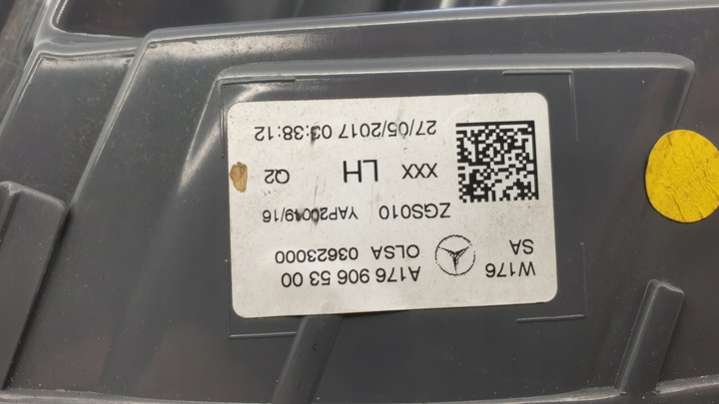 W176 A176 906 53 00
SA OLSA 03623000
ZGS010 YAP20049/16
XXX LH Q2
27/05/2017 03:38:12